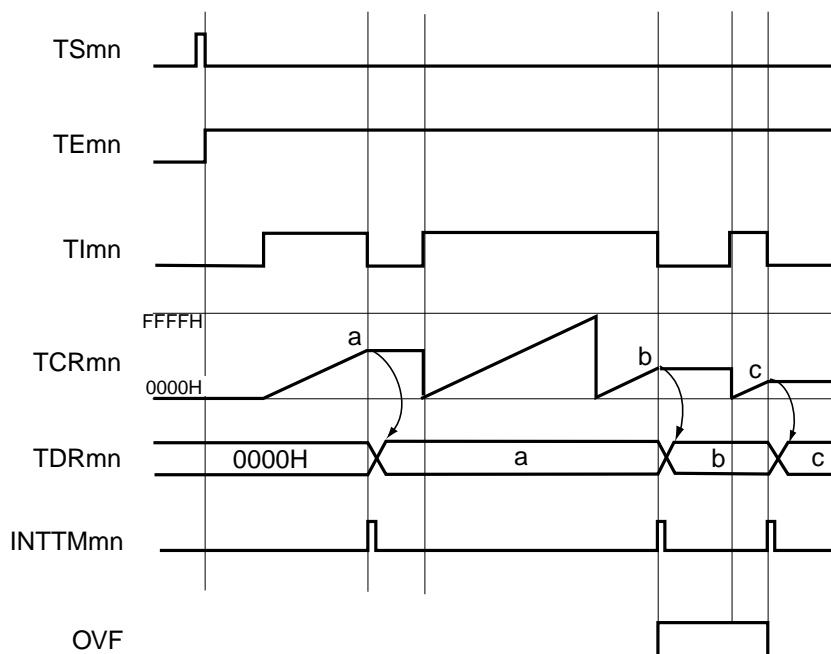 TSmn
TEmn
TImn
FFFFH
a
b
c
TCRmn
0000H
TDRmn
0000H
a
b
c
INTTMmn
OVF